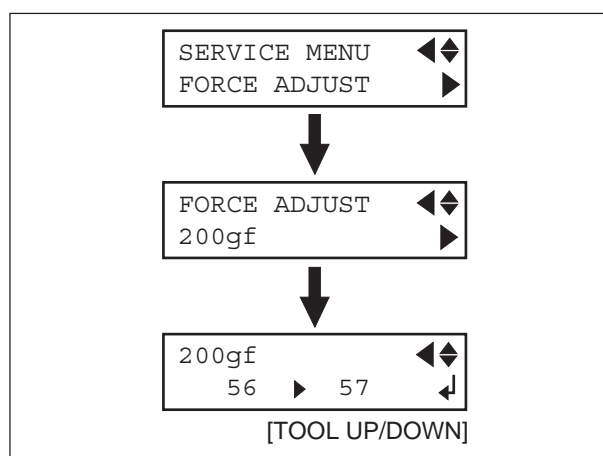 SERVICE MENU
FORCE ADJUST
FORCE ADJUST
200gf
200gf
56 57
[TOOL UP/DOWN]